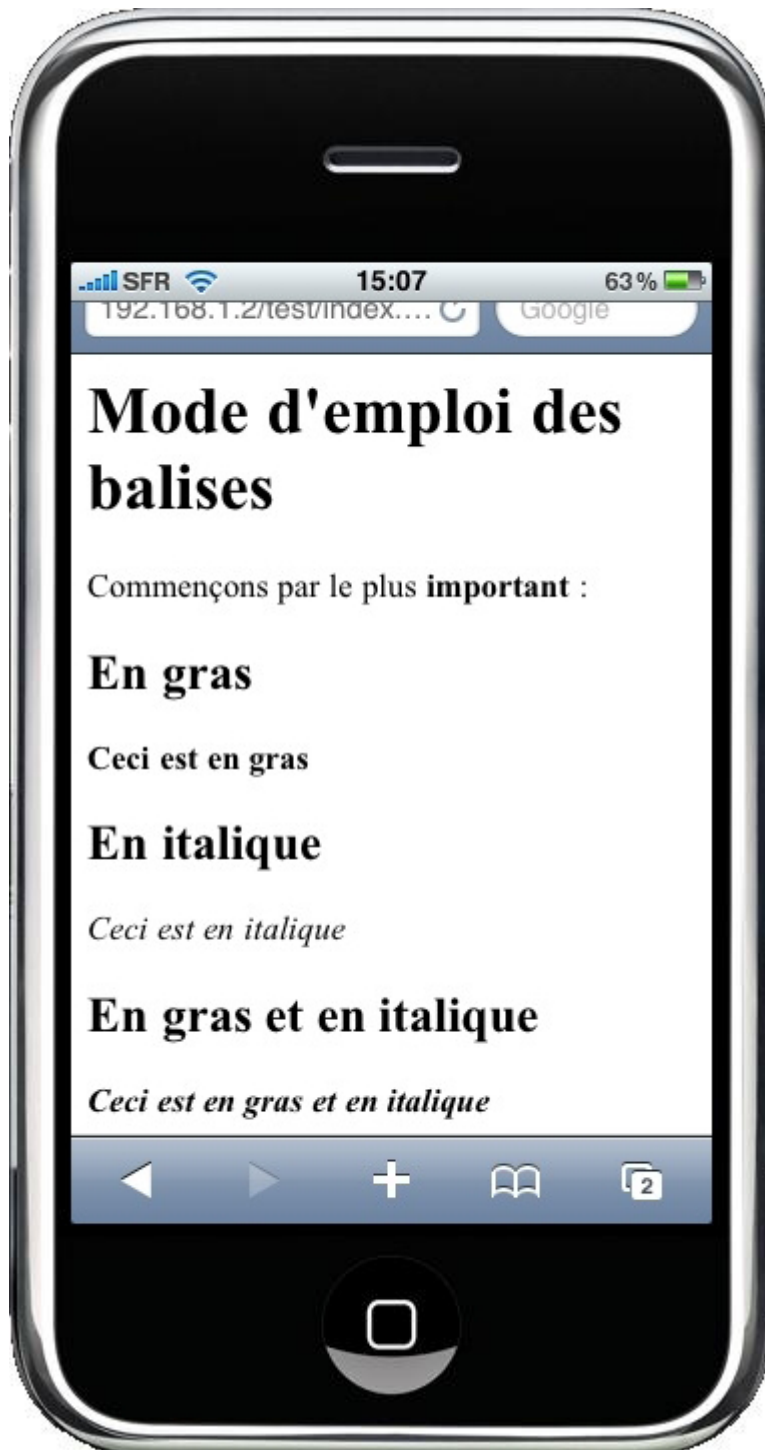 SFR 15:07 63 %
192.168.1.2/test/index.... Google
Mode d'emploi des
balises
Commençons par le plus important :
En gras
Ceci est en gras
En italique
Ceci est en italique
En gras et en italique
Ceci est en gras et en italique
2